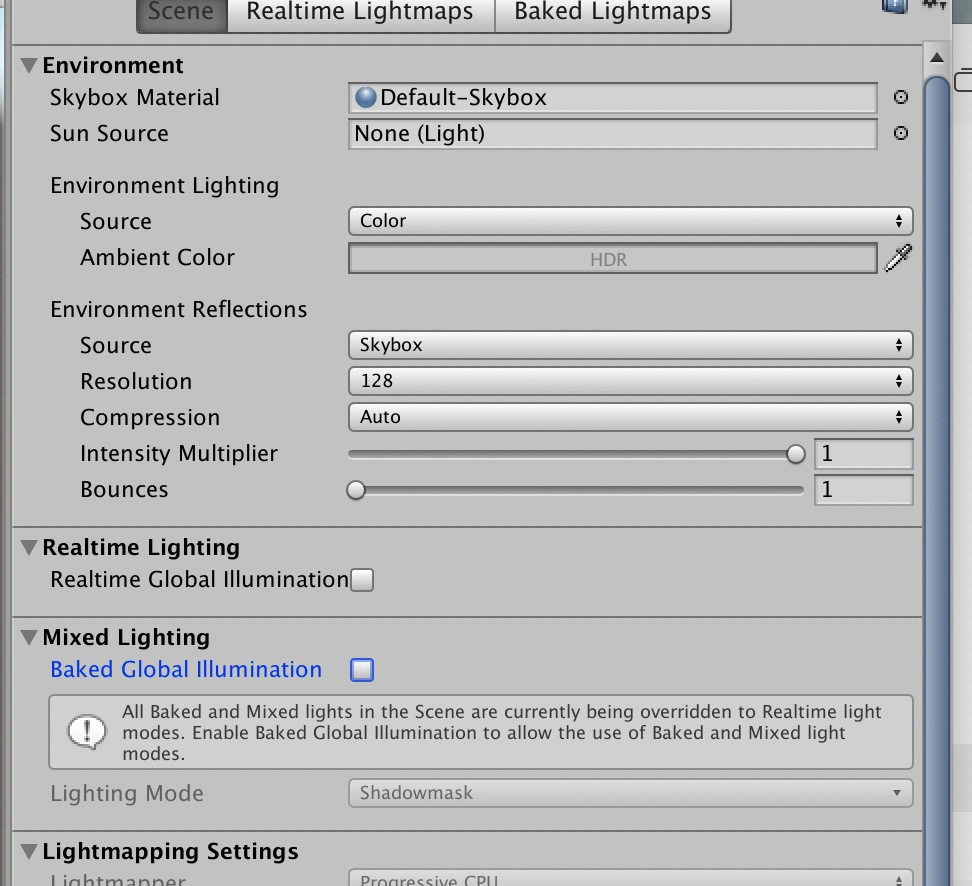 Scene Realtime Lightmaps Baked Lightmaps
Environment
Skybox Material Default-Skybox
Sun Source None (Light)
Environment Lighting
Source Color
Ambient Color HDR
Environment Reflections
Source Skybox
Resolution 128
Compression Auto
Intensity Multiplier 1
Bounces 1
Realtime Lighting
Realtime Global Illumination
Mixed Lighting
Baked Global Illumination
All Baked and Mixed lights in the Scene are currently being overridden to Realtime light
modes. Enable Baked Global Illumination to allow the use of Baked and Mixed light
modes.
Lighting Mode Shadowmask
Lightmapping Settings
Lightmapper Progressive CPU